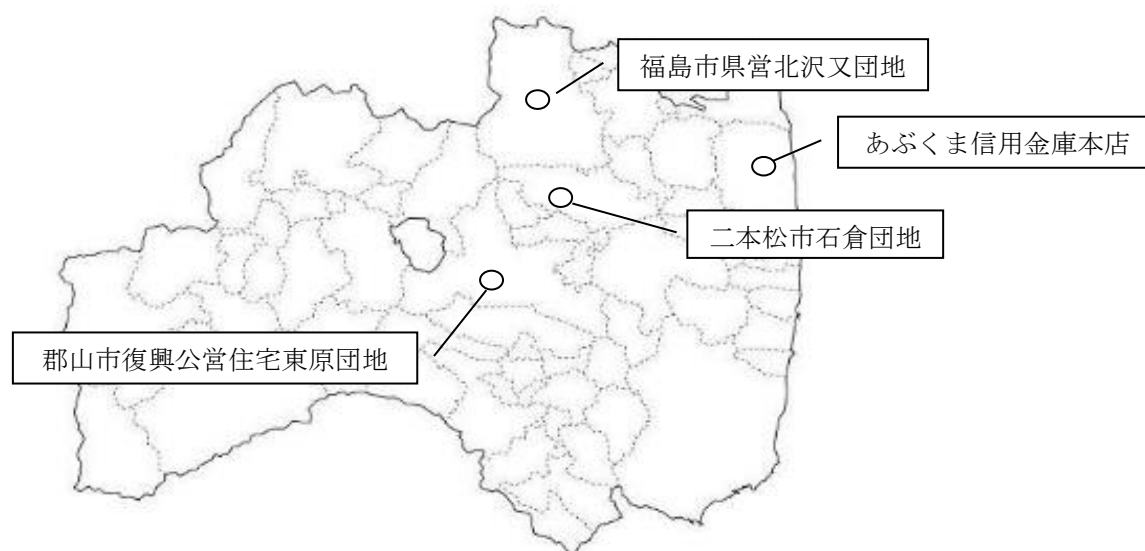 福島市県営北沢又団地
あぶくま信用金庫本店
二本松市石倉団地
郡山市復興公営住宅東原団地